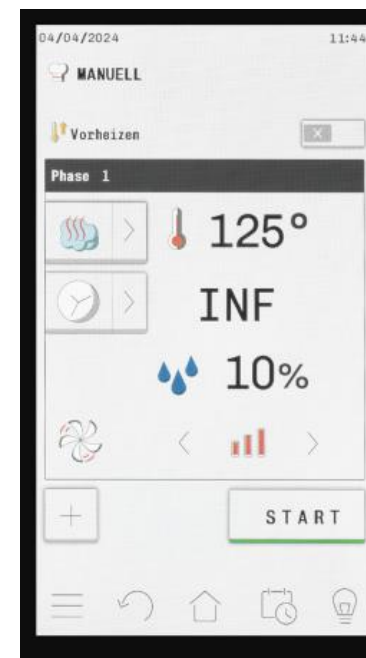 04/04/2024 11:44
MANUELL
Vorheizen
Phase 1
125°
INF
10%
START